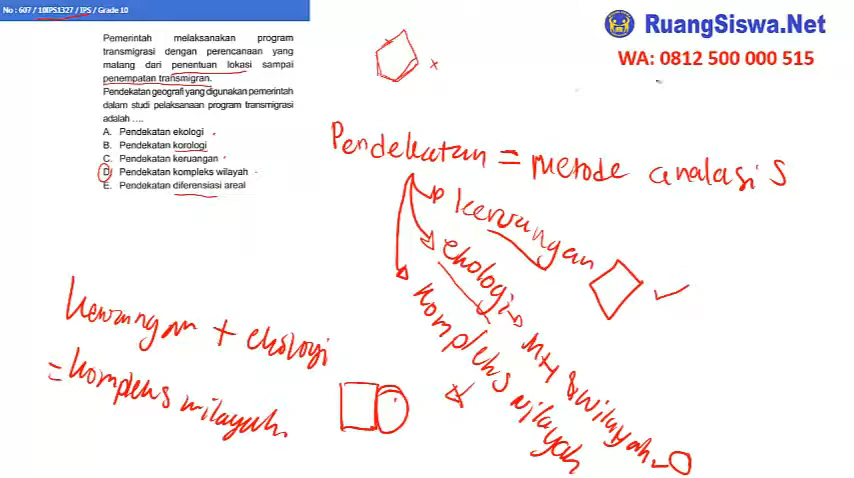 No : 607 / 10IPS1327 / IPS / Grade 10
RuangSiswa.Net
WA: 0812 500 000 515
Pemerintah melaksanakan program
transmigrasi dengan perencanaan yang
matang dari penentuan lokasi sampai
penempatan transmigran.
Pendekatan geografi yang digunakan pemerintah
dalam studi pelaksanaan program transmigrasi
adalah ....
A. Pendekatan ekologi
B. Pendekatan korologi
C. Pendekatan keruangan
D. Pendekatan kompleks wilayah
E. Pendekatan diferensiasi areal
Pendekatan = metode analasis
keruangan
ekologi → MH & wilayah
kompleks wilayah
keruangan + ekologi
= kompleks wilayah